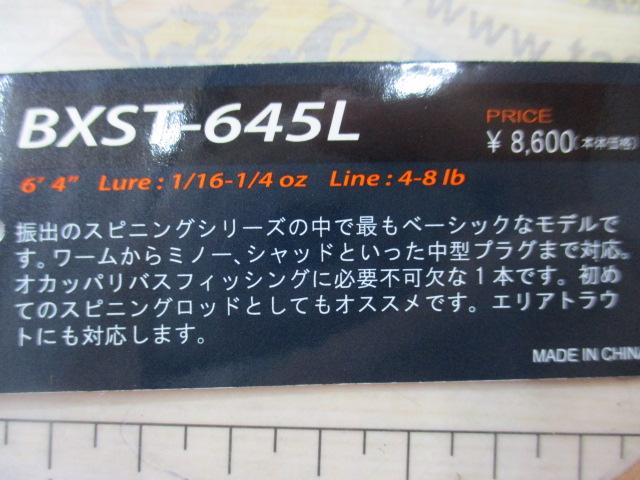 BXST-645L
PRICE
¥ 8,600(本体価格)
6' 4" Lure : 1/16-1/4 oz Line : 4-8 lb
振出のスピニングシリーズの中で最もベーシックなモデルで
す。ワームからミノー、シャッドといった中型プラグまで対応。
オカッパリバスフィッシングに必要不可欠な1本です。初め
てのスピニングロッドとしてもオススメです。エリアトラウ
トにも対応します。
MADE IN CHINA